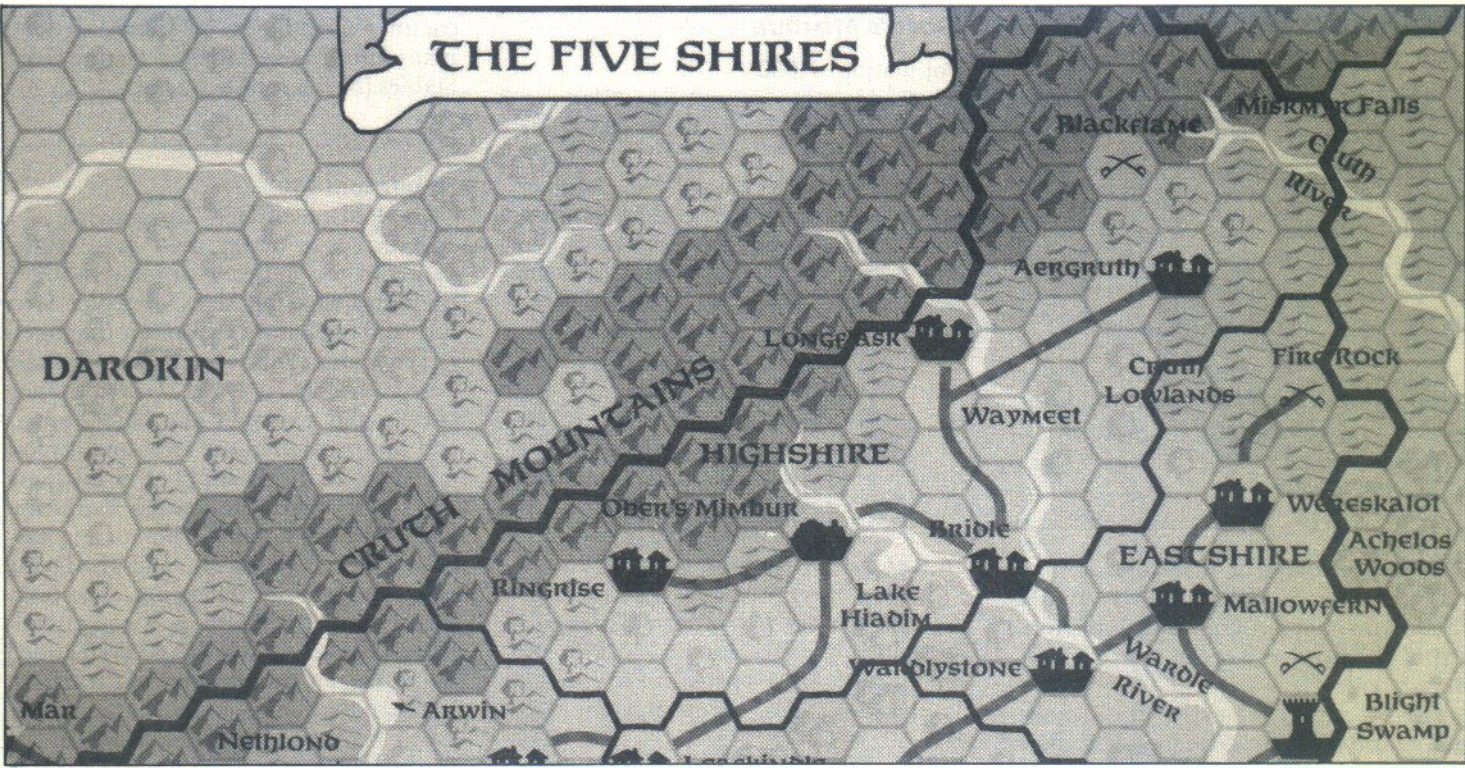 THE FIVE SHIRES
Miskmyr Falls
Blackflame
Cruth
River
Aergruth
Longflask
Fire Rock
DAROKIN
Cruth
Lowlands
CRUTH MOUNTAINS
Waymeet
HIGHSHIRE
Ober's Mimbur
Wereskalot
Bridle
Achelos
Woods
EASTSHIRE
Ringrise
Lake
Hiadim
Mallowfern
Wardlystone
Wardle
River
Mar
Arwin
Blight
Swamp
Nethlond